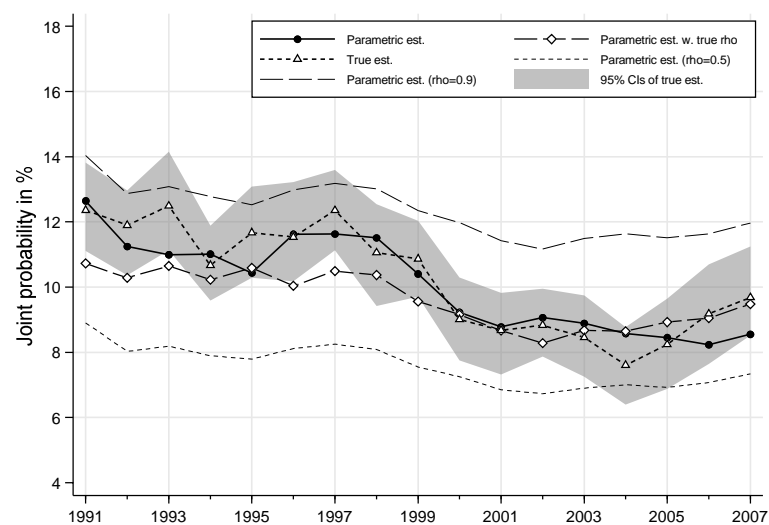 18
16
14
12
10
8
6
4
Joint probability in %
Parametric est.
True est.
Parametric est. (rho=0.9)
Parametric est. w. true rho
Parametric est. (rho=0.5)
95% CIs of true est.
1991 1993 1995 1997 1999 2001 2003 2005 2007